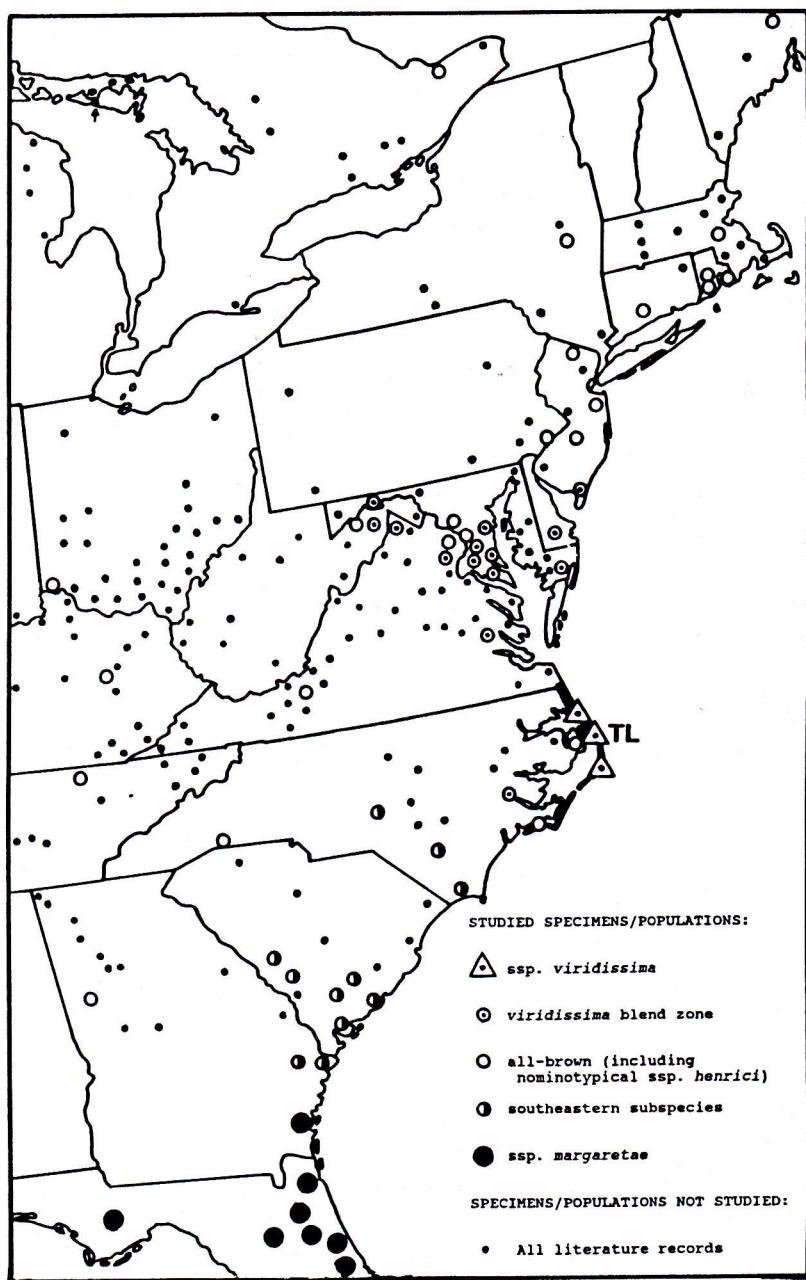 TL
STUDIED SPECIMENS/POPULATIONS:
ssp. viridissima
viridissima blend zone
all-brown (including
nominotypical ssp. henrici)
southeastern subspecies
ssp. margaretae
SPECIMENS/POPULATIONS NOT STUDIED:
All literature records